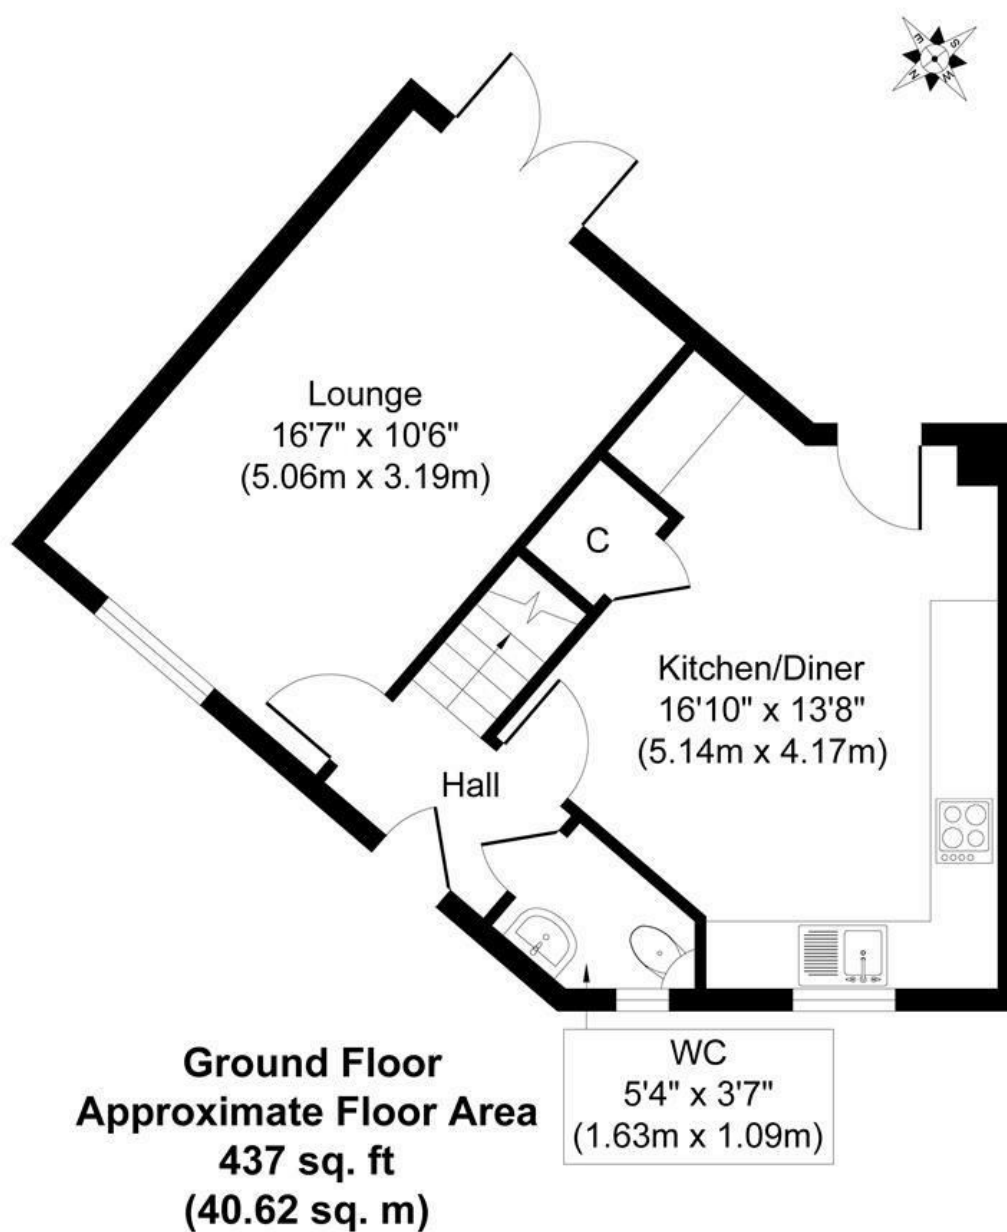 E
S
N
W
Lounge
16'7" x 10'6"
(5.06m x 3.19m)
C
Kitchen/Diner
16'10" x 13'8"
(5.14m x 4.17m)
Hall
WC
5'4" x 3'7"
(1.63m x 1.09m)
Ground Floor
Approximate Floor Area
437 sq. ft
(40.62 sq. m)